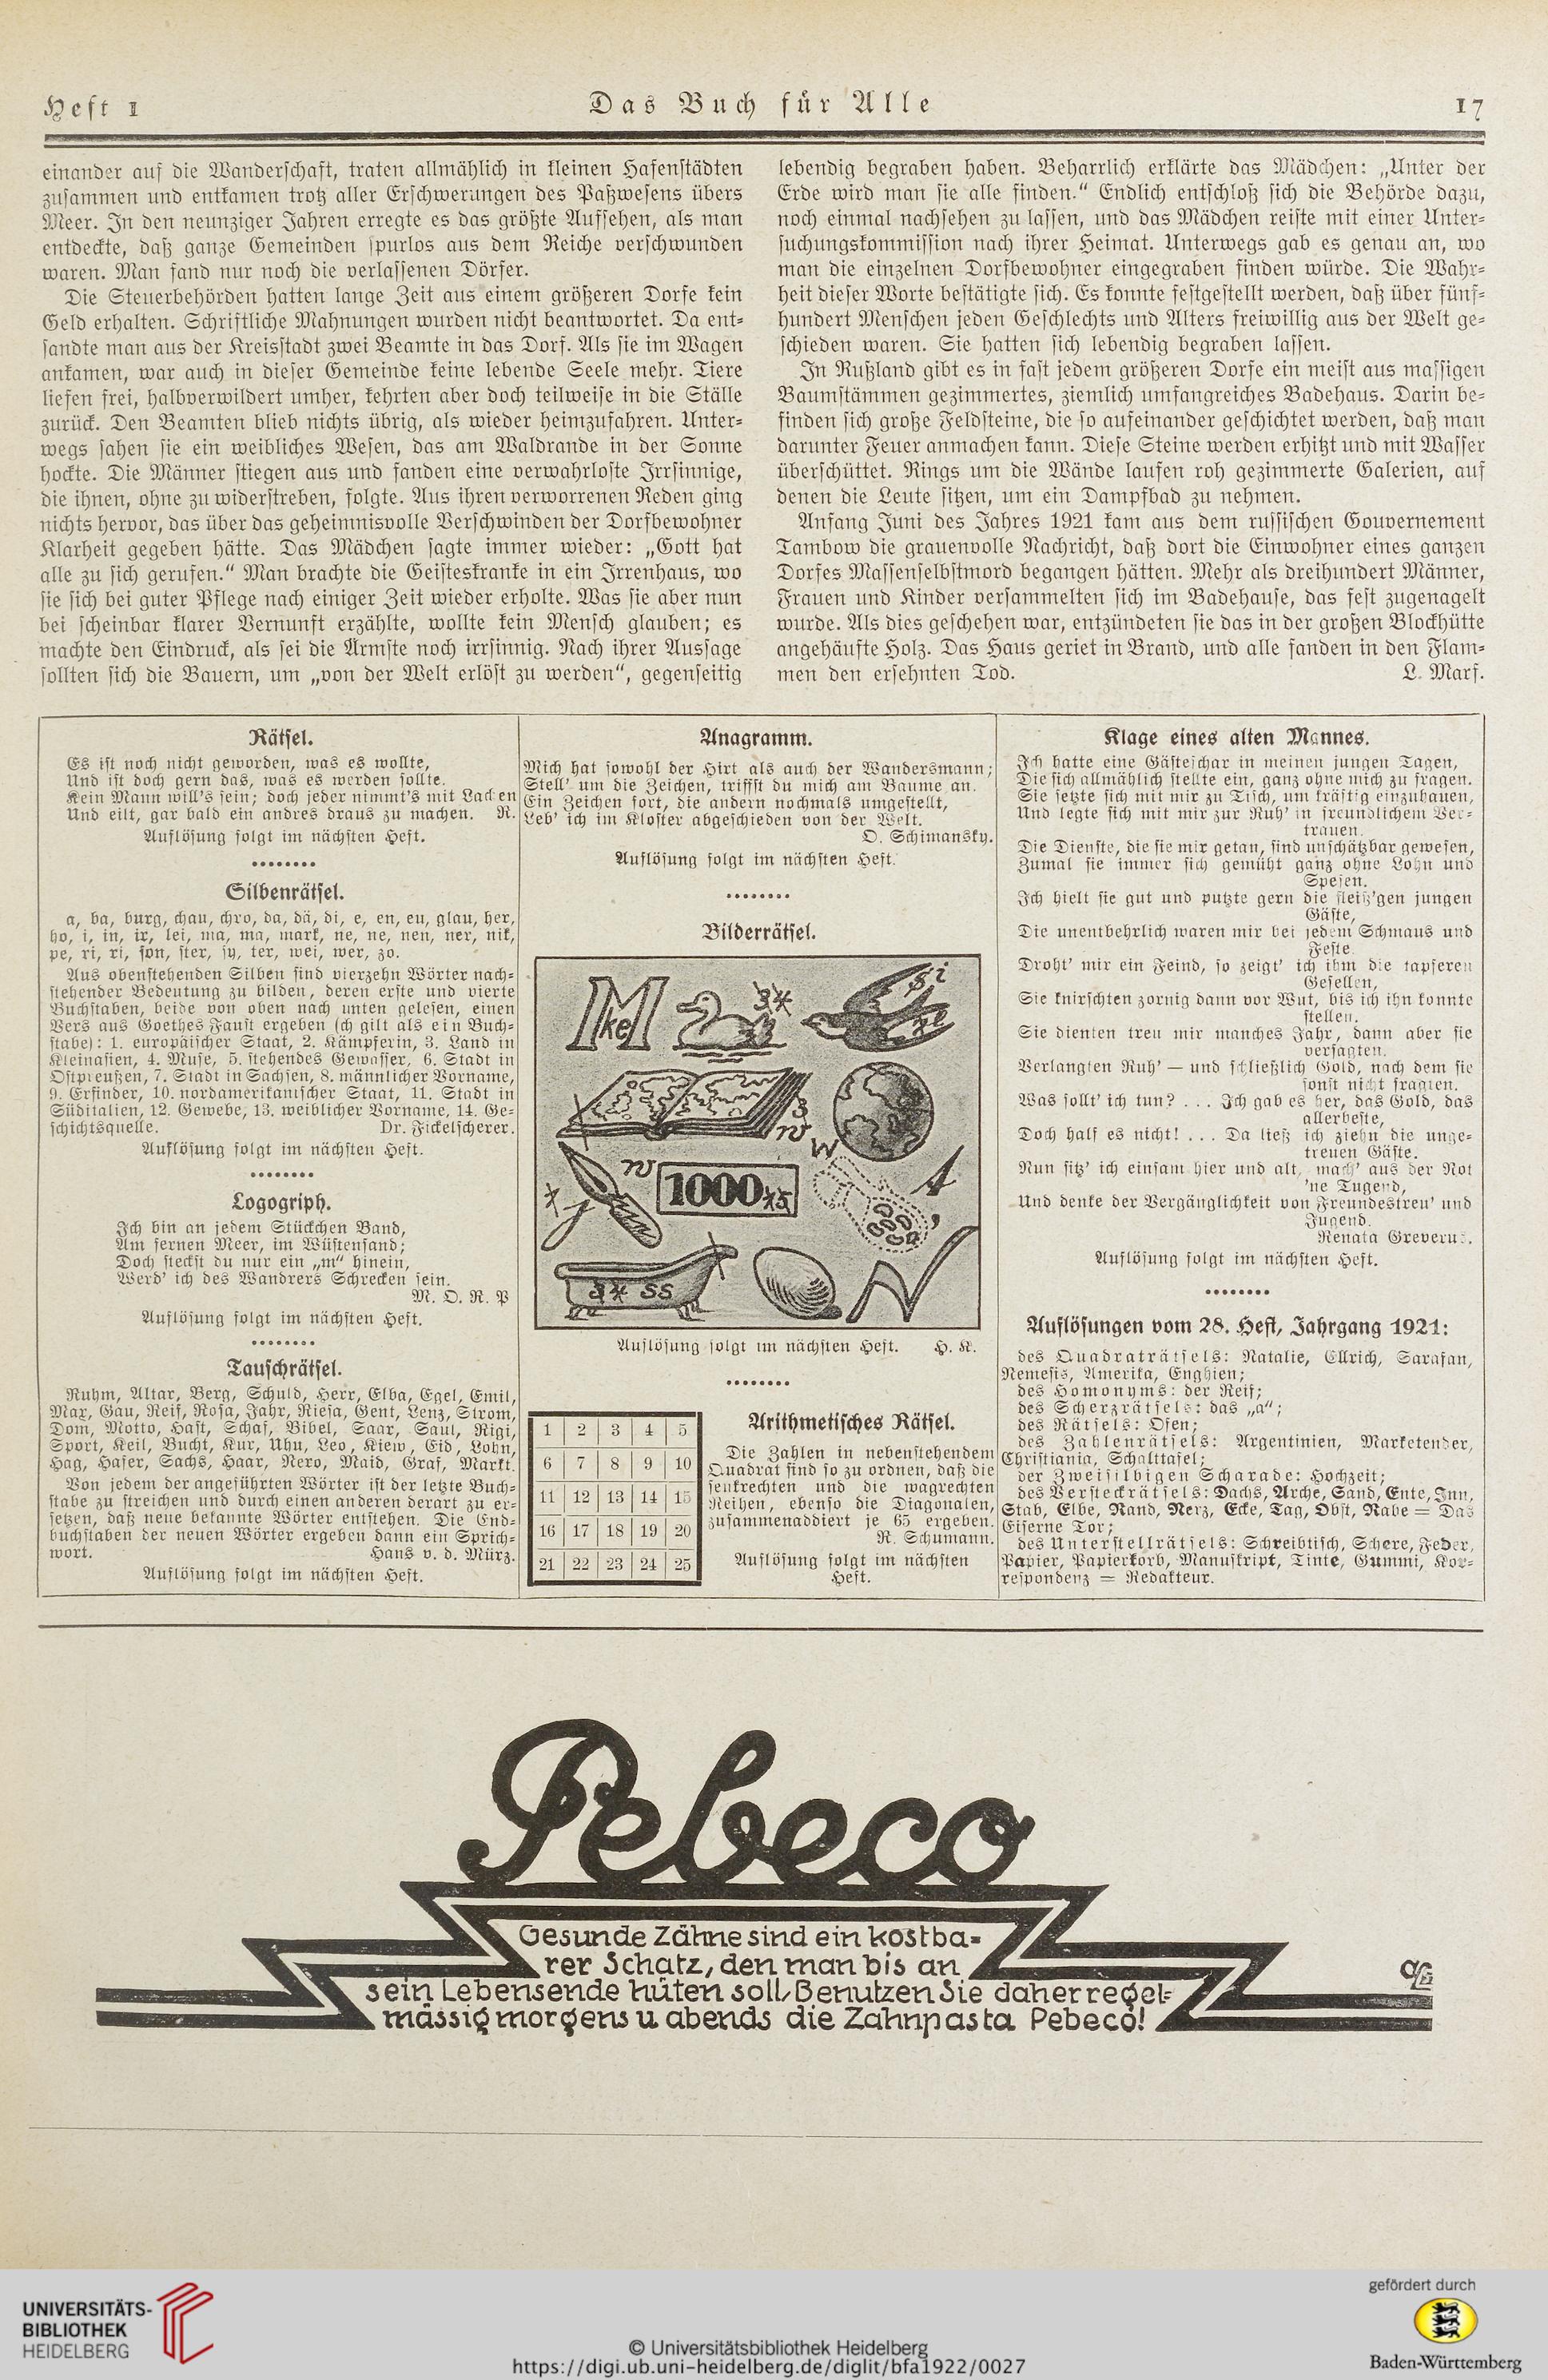 Heft 1
Das Buch für Alle
17
einander auf die Wanderschaft, traten allmählich in kleinen Hafenstädten
zusammen und entkamen trotz aller Erschwerungen des Paßwesens übers
Meer. In den neunziger Jahren erregte es das größte Aufsehen, als man
entdeckte, daß ganze Gemeinden spurlos aus dem Reiche verschwunden
waren. Man fand nur noch die verlassenen Dörfer.
Die Steuerbehörden hatten lange Zeit aus einem größeren Dorfe kein
Geld erhalten. Schriftliche Mahnungen wurden nicht beantwortet. Da ent-
sandte man aus der Kreisstadt zwei Beamte in das Dorf. Als sie im Wagen
ankamen, war auch in dieser Gemeinde keine lebende Seele mehr. Tiere
liefen frei, halbverwildert umher, kehrten aber doch teilweise in die Ställe
zurück. Den Beamten blieb nichts übrig, als wieder heimzufahren. Unter-
wegs sahen sie ein weibliches Wesen, das am Waldrande in der Sonne
hockte. Die Männer stiegen aus und fanden eine verwahrloste Irrsinnige,
die ihnen, ohne zu widerstreben, folgte. Aus ihren verworrenen Reden ging
nichts hervor, das über das geheimnisvolle Verschwinden der Dorfbewohner
Klarheit gegeben hätte. Das Mädchen sagte immer wieder: „Gott hat
alle zu sich gerufen.“ Man brachte die Geisteskranke in ein Irrenhaus, wo
sie sich bei guter Pflege nach einiger Zeit wieder erholte. Was sie aber nun
bei scheinbar klarer Vernunft erzählte, wollte kein Mensch glauben; es
machte den Eindruck, als sei die Ärmste noch irrsinnig. Nach ihrer Aussage
sollten sich die Bauern, um „von der Welt erlöst zu werden“, gegenseitig
lebendig begraben haben. Beharrlich erklärte das Mädchen: „Unter der
Erde wird man sie alle finden.“ Endlich entschloß sich die Behörde dazu,
noch einmal nachsehen zu lassen, und das Mädchen reiste mit einer Unter-
suchungskommission nach ihrer Heimat. Unterwegs gab es genau an, wo
man die einzelnen Dorfbewohner eingegraben finden würde. Die Wahr-
heit dieser Worte bestätigte sich. Es konnte festgestellt werden, daß über fünf-
hundert Menschen jeden Geschlechts und Alters freiwillig aus der Welt ge-
schieden waren. Sie hatten sich lebendig begraben lassen.
In Rußland gibt es in fast jedem größeren Dorfe ein meist aus massigen
Baumstämmen gezimmertes, ziemlich umfangreiches Badehaus. Darin be-
finden sich große Feldsteine, die so aufeinander geschichtet werden, daß man
darunter Feuer anmachen kann. Diese Steine werden erhitzt und mit Wasser
überschüttet. Rings um die Wände laufen roh gezimmerte Galerien, auf
denen die Leute sitzen, um ein Dampfbad zu nehmen.
Anfang Juni des Jahres 1921 kam aus dem russischen Gouvernement
Tambow die grauenvolle Nachricht, daß dort die Einwohner eines ganzen
Dorfes Massenselbstmord begangen hätten. Mehr als dreihundert Männer,
Frauen und Kinder versammelten sich im Badehause, das fest zugenagelt
wurde. Als dies geschehen war, entzündeten sie das in der großen Blockhütte
angehäufte Holz. Das Haus geriet in Brand, und alle fanden in den Flam-
men den ersehnten Tod. L. Mars.
Rätsel.
Es ist noch nicht geworden, was es wollte,
Und ist doch gern das, was es werden sollte.
Kein Mann will's sein; doch jeder nimmt's mit Lachen
Und eilt, gar bald ein andres draus zu machen. R.
Auflösung folgt im nächsten Heft.
Silbenrätsel.
a, ba, burg, chau, chro, da, dä, di, e, en, eu, glau, her,
ho, i, in, ir, lei, ma, ma, mark, ne, ne, nen, ner, nik,
pe, ri, ri, son, ster, sy, ter, wei, wer, zo.
Aus obenstehenden Silben sind vierzehn Wörter nach-
stehender Bedeutung zu bilden, deren erste und vierte
Buchstaben, beide von oben nach unten gelesen, einen
Vers aus Goethes Faust ergeben (ch gilt als ein Buch-
stabe): 1. europäischer Staat, 2. Kämpferin, 3. Land in
Kleinasien, 4. Muse, 5. stehendes Gewässer, 6. Stadt in
Ostpreußen, 7. Stadt in Sachsen, 8. männlicher Vorname,
9. Erfinder, 10. nordamerikanischer Staat, 11. Stadt in
Süditalien, 12. Gewebe, 13. weiblicher Vorname, 14. Ge-
schichtsquelle. Dr. Fickelscherer.
Auflösung folgt im nächsten Heft.
Logogriph.
Ich bin an jedem Stückchen Band,
Am fernen Meer, im Wüstensand;
Doch steckst du nur ein „m“ hinein,
Werd' ich des Wandrers Schrecken sein.
M. O. R. P
Auflösung folgt im nächsten Heft.
Tauschrätsel.
Ruhm, Altar, Berg, Schuld, Herr, Elba, Egel, Emil,
Max, Gau, Reif, Rosa, Jahr, Riesa, Gent, Lenz, Strom,
Dom, Motto, Hast, Schaf, Bibel, Saar, Saul, Rigi,
Sport, Keil, Bucht, Kur, Uhu, Leo, Kiew, Eid, Lohn,
Hag, Hafer, Sachs, Haar, Nero, Maid, Graf, Markt.
Von jedem der angeführten Wörter ist der letzte Buch-
stabe zu streichen und durch einen anderen derart zu er-
setzen, daß neue bekannte Wörter entstehen. Die End-
buchstaben der neuen Wörter ergeben dann ein Sprich-
wort. Hans v. d. Mürz.
Auflösung folgt im nächsten Heft.
Anagramm.
Mich hat sowohl der Hirt als auch der Wandersmann;
Stell' um die Zeichen, triffst du mich am Baume an.
Ein Zeichen fort, die andern nochmals umgestellt,
Leb' ich im Kloster abgeschieden von der Welt.
O. Schimansky.
Auflösung folgt im nächsten Heft.
Bilderrätsel.
M
ke
3*
1000
3* ss
N
Auflösung folgt im nächsten Heft. H. K.
1 2 3 4 5
6 7 8 9 10
11 12 13 14 15
16 17 18 19 20
21 22 23 24 25
Arithmetisches Rätsel.
Die Zahlen in nebenstehendem
Quadrat sind so zu ordnen, daß die
senkrechten und die wagrechten
Reihen, ebenso die Diagonalen,
zusammenaddiert je 65 ergeben.
R. Schumann.
Auflösung folgt im nächsten
Heft.
Klage eines alten Mannes.
Ich hatte eine Gästeschar in meinen jungen Tagen,
Die sich allmählich stellte ein, ganz ohne mich zu fragen.
Sie setzte sich mit mir zu Tisch, um kräftig einzuhauen,
Und legte sich mit mir zur Ruh' in freundlichem Ver-
trauen.
Die Dienste, die sie mir getan, sind unschätzbar gewesen,
Zumal sie immer sich gemüht ganz ohne Lohn und
Spesen.
Ich hielt sie gut und putzte gern die fleiß'gen jungen
Gäste,
Die unentbehrlich waren mir bei jedem Schmaus und
Feste.
Droht' mir ein Feind, so zeigt' ich ihm die tapferen
Gesellen,
Sie knirschten zornig dann vor Wut, bis ich ihn konnte
stellen.
Sie dienten treu mir manches Jahr, dann aber sie
versagten.
Verlangten Ruh' — und schließlich Gold, nach dem sie
sonst nicht fragten.
Was sollt' ich tun? . . . Ich gab es her, das Gold, das
allerbeste,
Doch half es nicht! . . . Da ließ ich ziehn die unge-
treuen Gäste.
Nun sitz' ich einsam hier und alt, mach' aus der Not
'ne Tugend,
Und denke der Vergänglichkeit von Freundestreu' und
Jugend.
Renata Greverus.
Auflösung folgt im nächsten Heft.
Auflösungen vom 28. Heft, Jahrgang 1921:
des Quadraträtsels: Natalie, Ellrich, Sarafan,
Nemesis, Amerika, Enghien;
des Homonyms: der Reif;
des Scherzrätsels: das „a“;
des Rätsels: Ofen;
des Zahlenrätsels: Argentinien, Marketender,
Christiania, Schalttafel;
der Zweisilbigen Scharade: Hochzeit;
des Versteckrätsels: Dachs, Arche, Sand, Ente, Inn,
Stab, Elbe, Rand, Nerz, Ecke, Tag, Obst, Rabe = Das
Eiserne Tor;
des Unterstellrätsels: Schreibtisch, Schere, Feder,
Papier, Papierkorb, Manuskript, Tinte, Gummi, Kor-
respondenz = Redakteur.
Pebeco
Gesunde Zähne sind ein kostba-
rer Schatz, den man bis an
sein Lebensende hüten soll. Benutzen Sie daher regel-
mässig morgens u abends die Zahnpasta Pebeco!
UNIVERSITÄTS-
BIBLIOTHEK
HEIDELBERG
© Universitätsbibliothek Heidelberg
https://digi.ub.uni-heidelberg.de/diglit/bfa1922/0027
gefördert durch
Baden-Württemberg